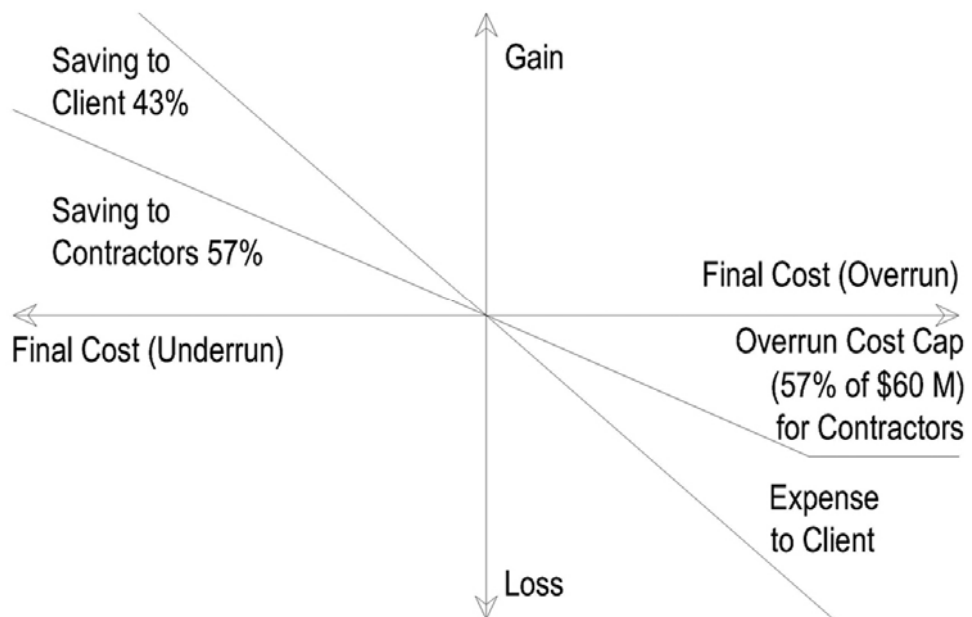 Saving to
Client 43%
Gain
Saving to
Contractors 57%
Final Cost (Overrun)
Final Cost (Underrun)
Overrun Cost Cap
(57% of $60 M)
for Contractors
Expense
to Client
Loss